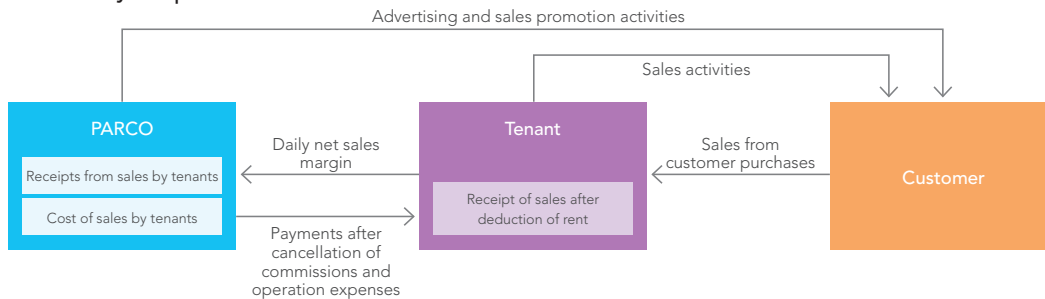 Advertising and sales promotion activities
Sales activities
PARCO
Receipts from sales by tenants
Cost of sales by tenants
Daily net sales
margin
Payments after
cancellation of
commissions and
operation expenses
Tenant
Receipt of sales after
deduction of rent
Sales from
customer purchases
Customer